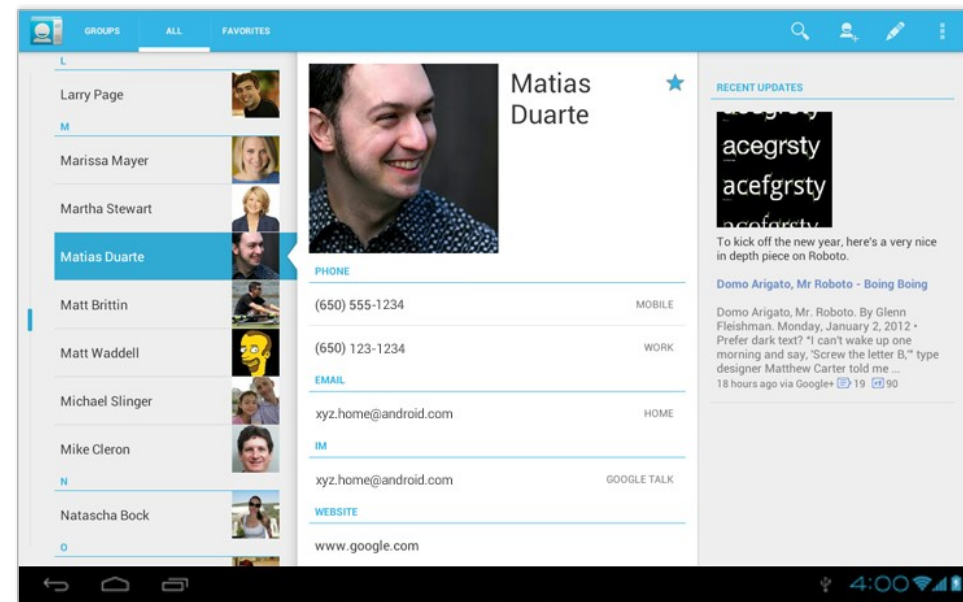 GROUPS
ALL
FAVORITES
L
Larry Page
M
Marissa Mayer
Martha Stewart
Matias Duarte
Matt Brittin
Matt Waddell
Michael Slinger
Mike Cleron
N
Natascha Bock
O
Matias
Duarte
PHONE
(650) 555-1234 MOBILE
(650) 123-1234 WORK
EMAIL
xyz.home@android.com HOME
IM
xyz.home@android.com GOOGLE TALK
WEBSITE
www.google.com
RECENT UPDATES
acegrsty
acefgrsty
To kick off the new year, here's a very nice
in depth piece on Roboto.
Domo Arigato, Mr Roboto - Boing Boing
Domo Arigato, Mr. Roboto. By Glenn
Fleishman. Monday, January 2, 2012 •
Prefer dark text? "I can't wake up one
morning and say, 'Screw the letter B,'" type
designer Matthew Carter told me ...
18 hours ago via Google+ 19 +1 90
4:00